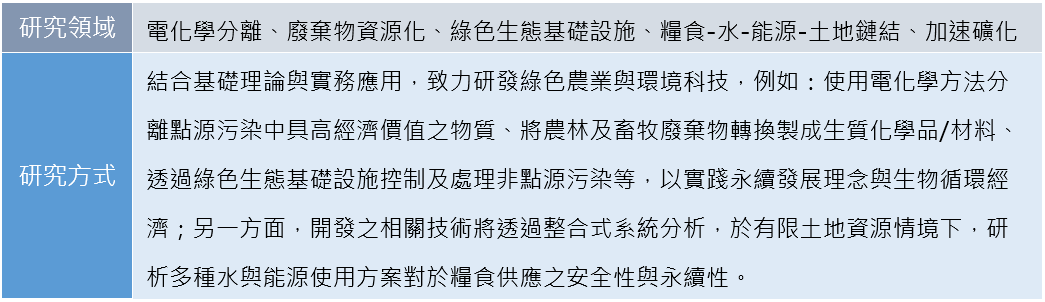 研究領域
電化學分離、廢棄物資源化、綠色生態基礎設施、糧食-水-能源-土地鏈結、加速礦化
研究方式
結合基礎理論與實務應用，致力研發綠色農業與環境科技，例如：使用電化學方法分
離點源污染中具高經濟價值之物質、將農林及畜牧廢棄物轉換製成生質化學品/材料、
透過綠色生態基礎設施控制及處理非點源污染等，以實踐永續發展理念與生物循環經
濟；另一方面，開發之相關技術將透過整合式系統分析，於有限土地資源情境下，研
析多種水與能源使用方案對於糧食供應之安全性與永續性。